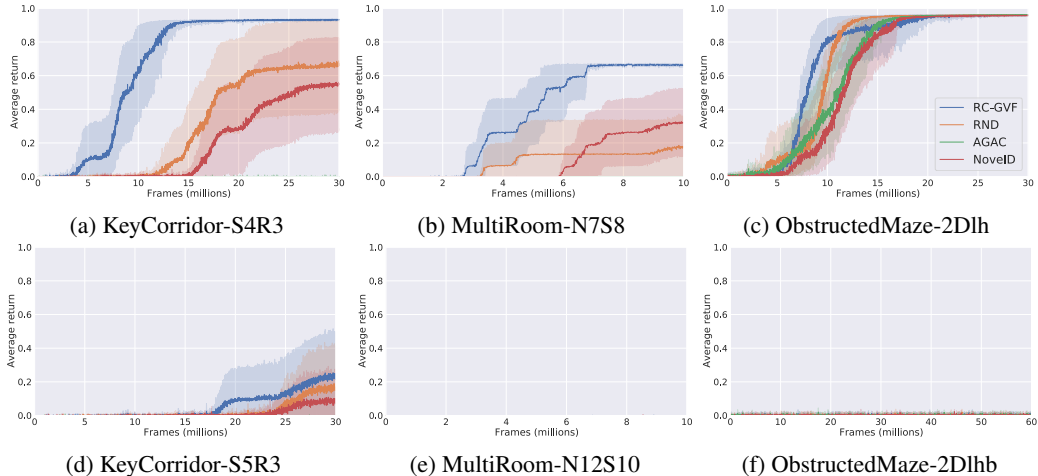 1.0
0.8
0.6
0.4
0.2
0.0
Average return
0 5 10 15 20 25 30
Frames (millions)
(a) KeyCorridor-S4R3
1.0
0.8
0.6
0.4
0.2
0.0
Average return
0 2 4 6 8 10
Frames (millions)
(b) MultiRoom-N7S8
1.0
0.8
0.6
0.4
0.2
0.0
Average return
RC-GVF
RND
AGAC
NovelD
0 5 10 15 20 25 30
Frames (millions)
(c) ObstructedMaze-2Dlh
1.0
0.8
0.6
0.4
0.2
0.0
Average return
0 5 10 15 20 25 30
Frames (millions)
(d) KeyCorridor-S5R3
1.0
0.8
0.6
0.4
0.2
0.0
Average return
0 2 4 6 8 10
Frames (millions)
(e) MultiRoom-N12S10
1.0
0.8
0.6
0.4
0.2
0.0
Average return
0 10 20 30 40 50 60
Frames (millions)
(f) ObstructedMaze-2Dlhb